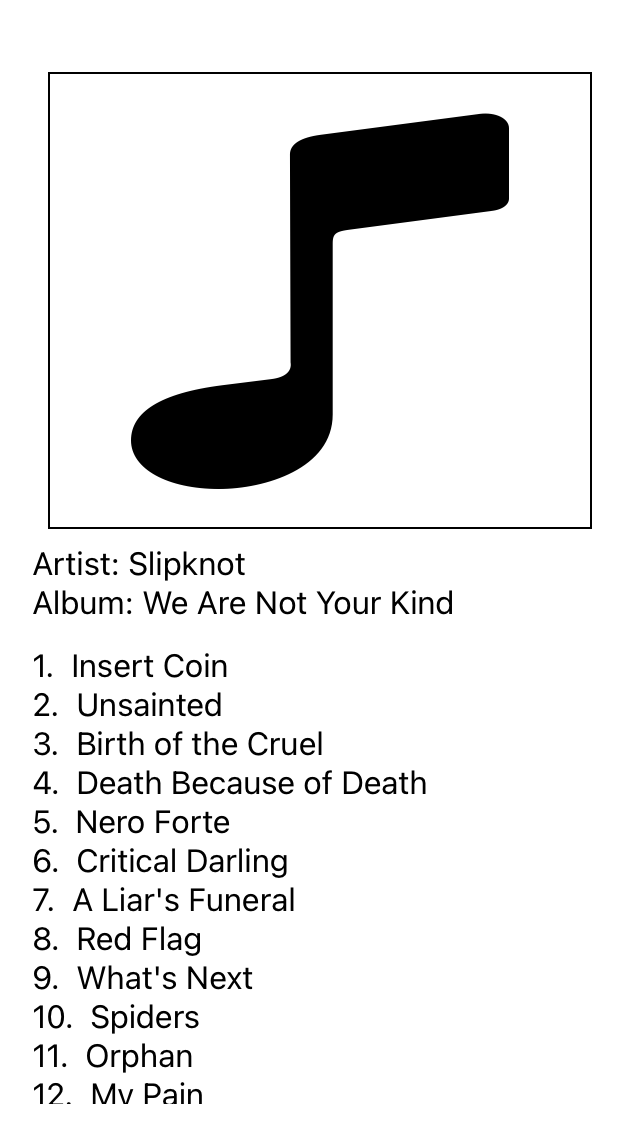 Artist: Slipknot
Album: We Are Not Your Kind
1. Insert Coin
2. Unsainted
3. Birth of the Cruel
4. Death Because of Death
5. Nero Forte
6. Critical Darling
7. A Liar's Funeral
8. Red Flag
9. What's Next
10. Spiders
11. Orphan
12. My Pain